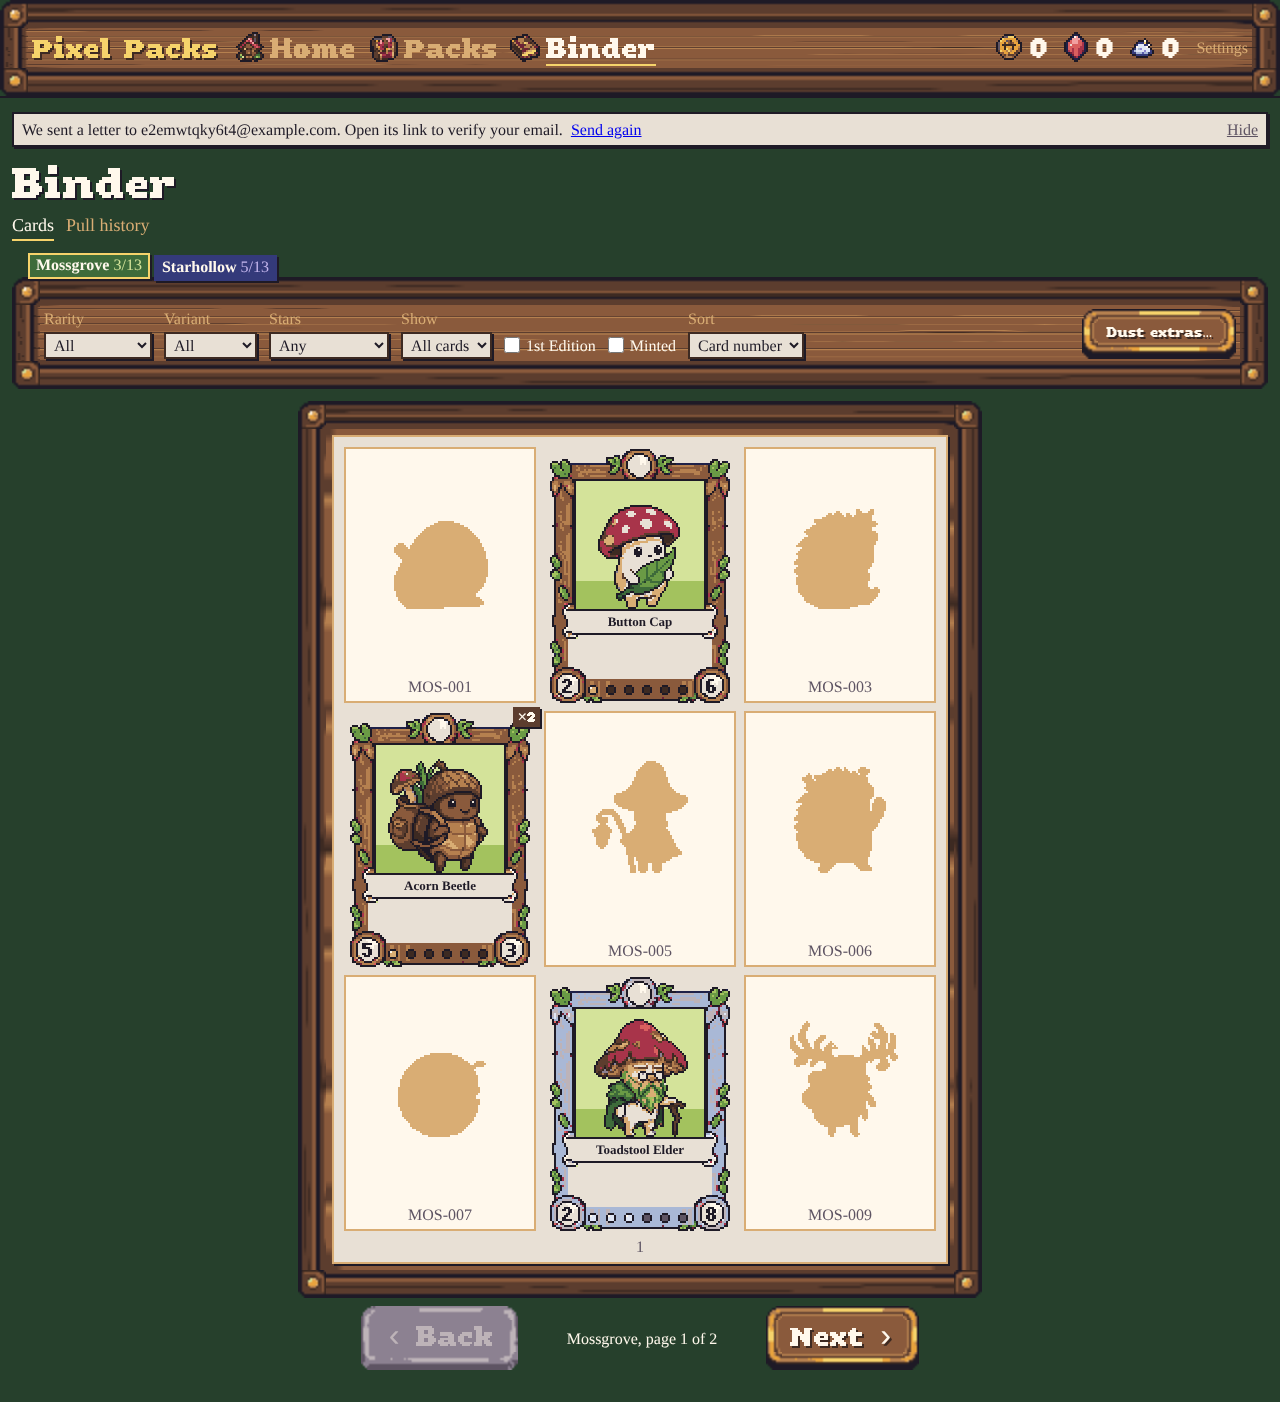 Pixel Packs Home Packs Binder 0 0 0 Settings
We sent a letter to e2emwtqky6t4@example.com. Open its link to verify your email. Send again Hide
Binder
Cards Pull history
Mossgrove 3/13 Starhollow 5/13
Rarity Variant Stars Show Sort
All All Any All cards 1st Edition Minted Card number Dust extras...
Button Cap
MOS-001 2 6 MOS-003
×2
Acorn Beetle
5 3 MOS-005 MOS-006
Toadstool Elder
MOS-007 2 8 MOS-009
1
‹ Back Mossgrove, page 1 of 2 Next ›